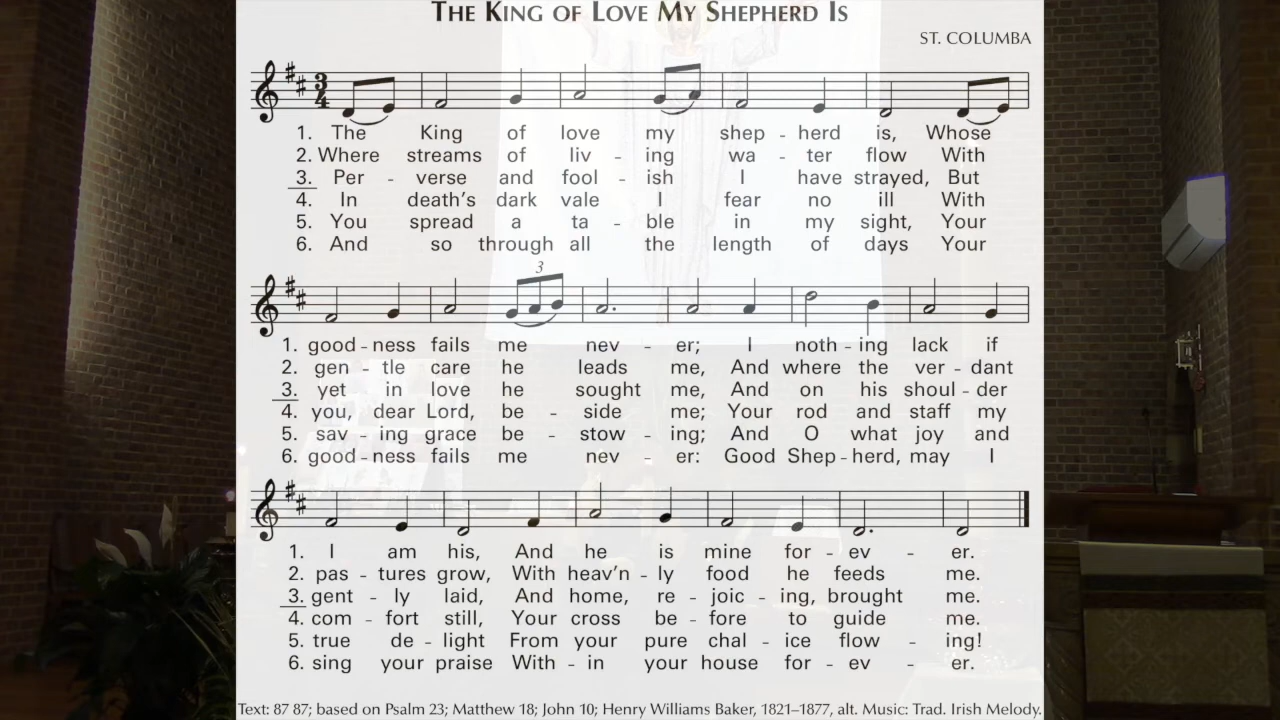 THE KING OF LOVE MY SHEPHERD IS
ST. COLUMBA
3
4
1. The King of love my shep - herd is, Whose
2. Where streams of liv - ing wa - ter flow With
3. Per - verse and fool - ish I have strayed, But
4. In death's dark vale I fear no ill With
5. You spread a ta - ble in my sight, Your
6. And so through all the length of days Your
3
1. good - ness fails me nev - er; I noth - ing lack if
2. gen - tle care he leads me, And where the ver - dant
3. yet in love he sought me, And on his shoul - der
4. you, dear Lord, be - side me; Your rod and staff my
5. sav - ing grace be - stow - ing; And O what joy and
6. good - ness fails me nev - er: Good Shep - herd, may I
1. I am his, And he is mine for - ev - er.
2. pas - tures grow, With heav'n - ly food he feeds me.
3. gent - ly laid, And home, re - joic - ing, brought me.
4. com - fort still, Your cross be - fore to guide me.
5. true de - light From your pure chal - ice flow - ing!
6. sing your praise With - in your house for - ev - er.
Text: 87 87; based on Psalm 23; Matthew 18; John 10; Henry Williams Baker, 1821–1877, alt. Music: Trad. Irish Melody.